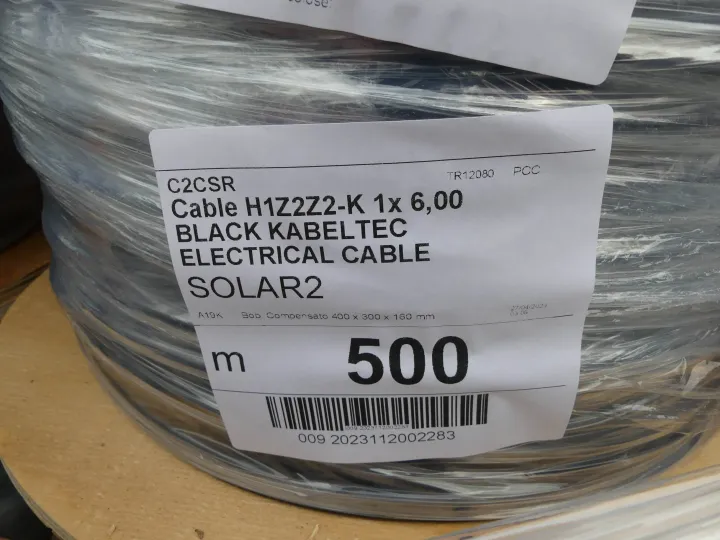 C2CSR TR12080 PCC
Cable H1Z2Z2-K 1x 6,00
BLACK KABELTEC
ELECTRICAL CABLE
SOLAR2
Bob. Compensato 400 x 300 x 160 mm
m 500
009 2023112002283